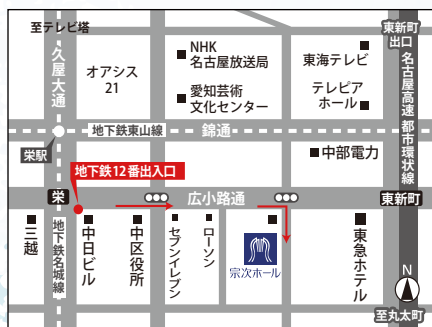 至テレビ塔
久屋大通
オアシス
21
NHK
名古屋放送局
愛知芸術
文化センター
東海テレビ
テレピア
ホール
東新町
出口
名古屋高速 都市環状線
地下鉄東山線
錦通
栄駅
中部電力
地下鉄12番出入口
栄
広小路通
東新町
三越
地下鉄名城線
中日ビル
中区役所
セブンイレブン
ローソン
宗次ホール
東急ホテル
N
至丸太町